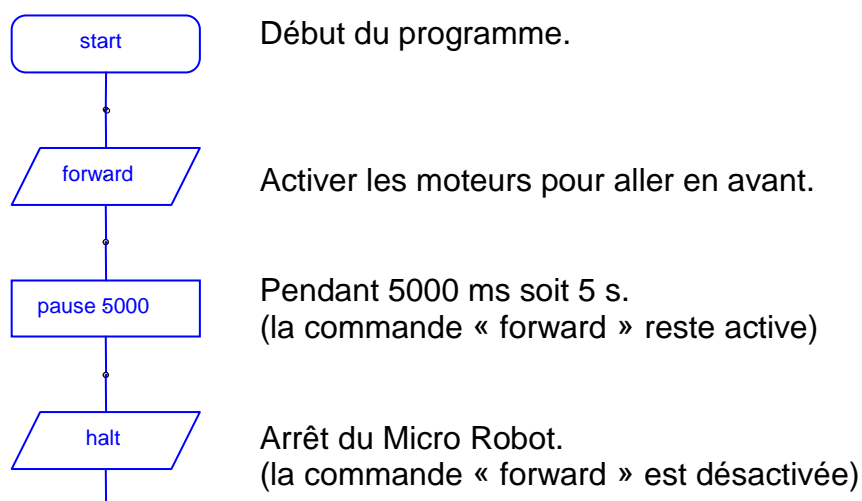 start
Début du programme.
forward
Activer les moteurs pour aller en avant.
pause 5000
Pendant 5000 ms soit 5 s.
(la commande « forward » reste active)
halt
Arrêt du Micro Robot.
(la commande « forward » est désactivée)